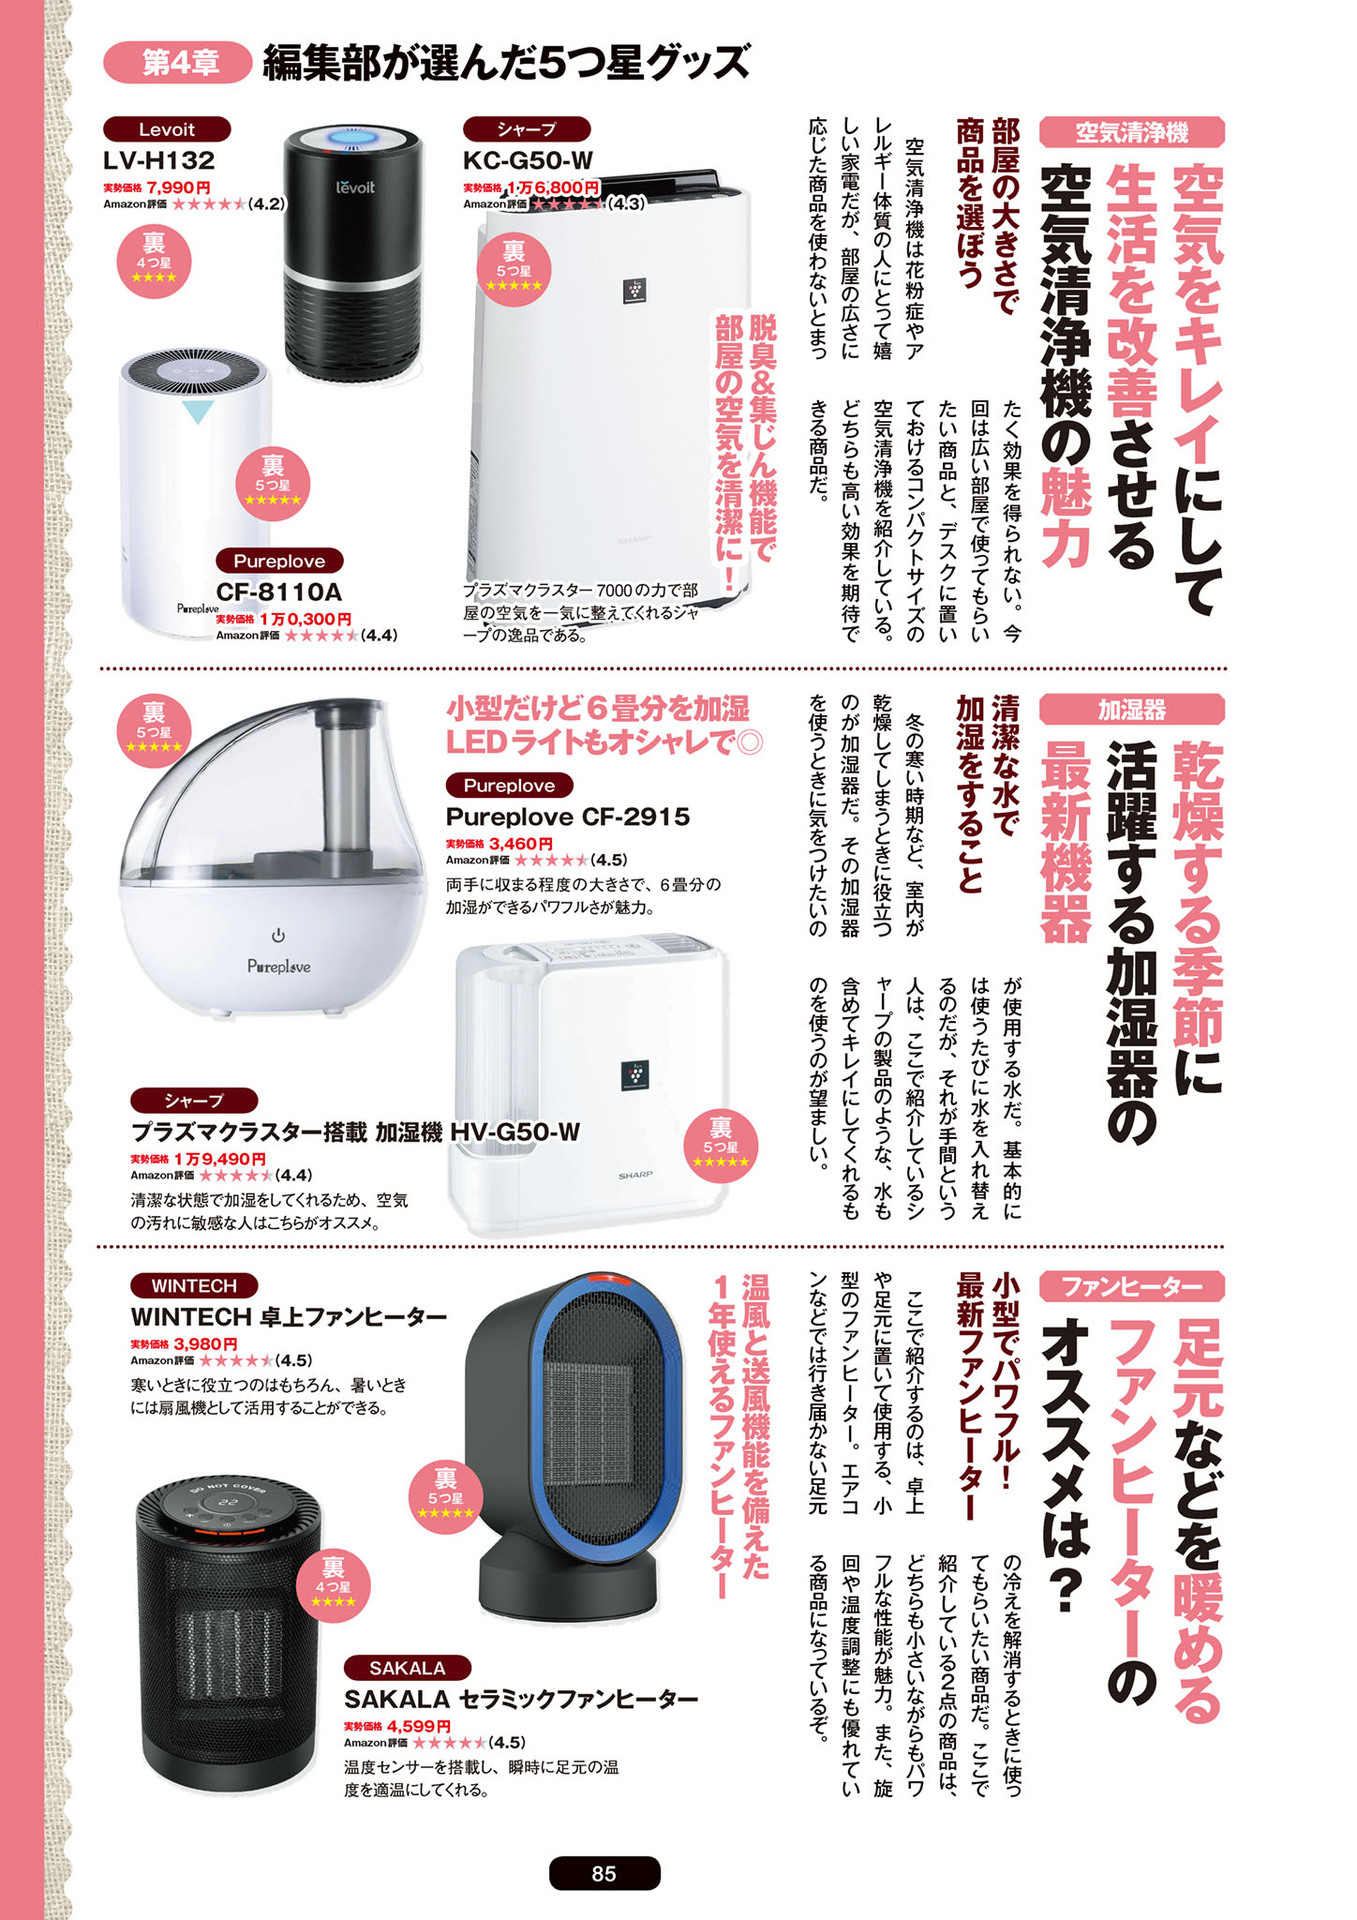 第4章
編集部が選んだ5つ星グッズ
空気清浄機
空気をキレイにして
生活を改善させる
空気清浄機の魅力
部屋の大きさで
商品を選ぼう
空気清浄機は花粉症やア
レルギー体質の人にとって嬉
しい家電だが、部屋の広さに
応じた商品を使わないとまっ
たく効果を得られない。今
回は広い部屋で使ってもらい
たい商品と、デスクに置い
ておけるコンパクトサイズの
空気清浄機を紹介している。
どちらも高い効果を期待で
きる商品だ。
シャープ
KC-G50-W
実勢価格 1万6,800円
Amazon評価 ★★★★★(4.3)
裏
5つ星
★★★★★
SHARP
脱臭&集じん機能で
部屋の空気を清潔に!
プラズマクラスター7000の力で部
屋の空気を一気に整えてくれるシャ
ープの逸品である。
Levoit
LV-H132
実勢価格 7,990円
Amazon評価 ★★★★★(4.2)
裏
4つ星
★★★★
levoit
裏
5つ星
★★★★★
Pureplove
Pureplove
CF-8110A
実勢価格 1万0,300円
Amazon評価 ★★★★★(4.4)
加湿器
乾燥する季節に
活躍する加湿器の
最新機器
清潔な水で
加湿をすること
冬の寒い時期など、室内が
乾燥してしまうときに役立つ
のが加湿器だ。その加湿器
を使うときに気をつけたいの
が使用する水だ。基本的に
は使うたびに水を入れ替え
るのだが、それが手間という
人は、ここで紹介しているシ
ャープの製品のような、水も
含めてキレイにしてくれるも
のを使うのが望ましい。
小型だけど6畳分を加湿
LEDライトもオシャレで◎
Pureplove
Pureplove CF-2915
実勢価格 3,460円
Amazon評価 ★★★★★(4.5)
両手に収まる程度の大きさで、6畳分の
加湿ができるパワフルさが魅力。
裏
5つ星
★★★★★
Pureplove
シャープ
プラズマクラスター搭載 加湿機 HV-G50-W
実勢価格 1万9,490円
Amazon評価 ★★★★★(4.4)
清潔な状態で加湿をしてくれるため、空気
の汚れに敏感な人はこちらがオススメ。
裏
5つ星
★★★★★
SHARP
ファンヒーター
足元などを暖める
ファンヒーターの
オススメは?
小型でパワフル!
最新ファンヒーター
ここで紹介するのは、卓上
や足元に置いて使用する、小
型のファンヒーター。エアコ
ンなどでは行き届かない足元
の冷えを解消するときに使っ
てもらいたい商品だ。ここで
紹介している2点の商品は、
どちらも小さいながらもパワ
フルな性能が魅力。また、旋
回や温度調整にも優れてい
る商品になっているぞ。
温風と送風機能を備えた
1年使えるファンヒーター
WINTECH
WINTECH 卓上ファンヒーター
実勢価格 3,980円
Amazon評価 ★★★★★(4.5)
寒いときに役立つのはもちろん、暑いとき
には扇風機として活用することができる。
裏
5つ星
★★★★★
DO NOT COVER
22
裏
4つ星
★★★★
SAKALA
SAKALA セラミックファンヒーター
実勢価格 4,599円
Amazon評価 ★★★★★(4.5)
温度センサーを搭載し、瞬時に足元の温
度を適温にしてくれる。
85